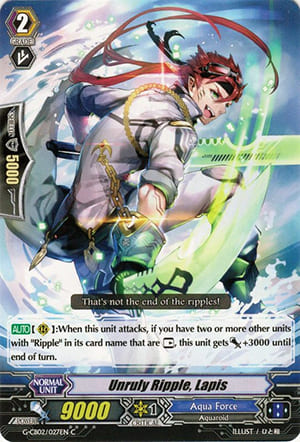 2
GRADE
5000
That's not the end of the ripples!
AUTO【 】:When this unit attacks, if you have two or more other units
with "Ripple" in its card name that are , this unit gets +3000 until
end of turn.
NORMAL
UNIT
Unruly Ripple, Lapis
POWER
9000
1
CRITICAL
Aqua Force
Aquaroid
G-CB02/027EN C
ILLUST / ひと和